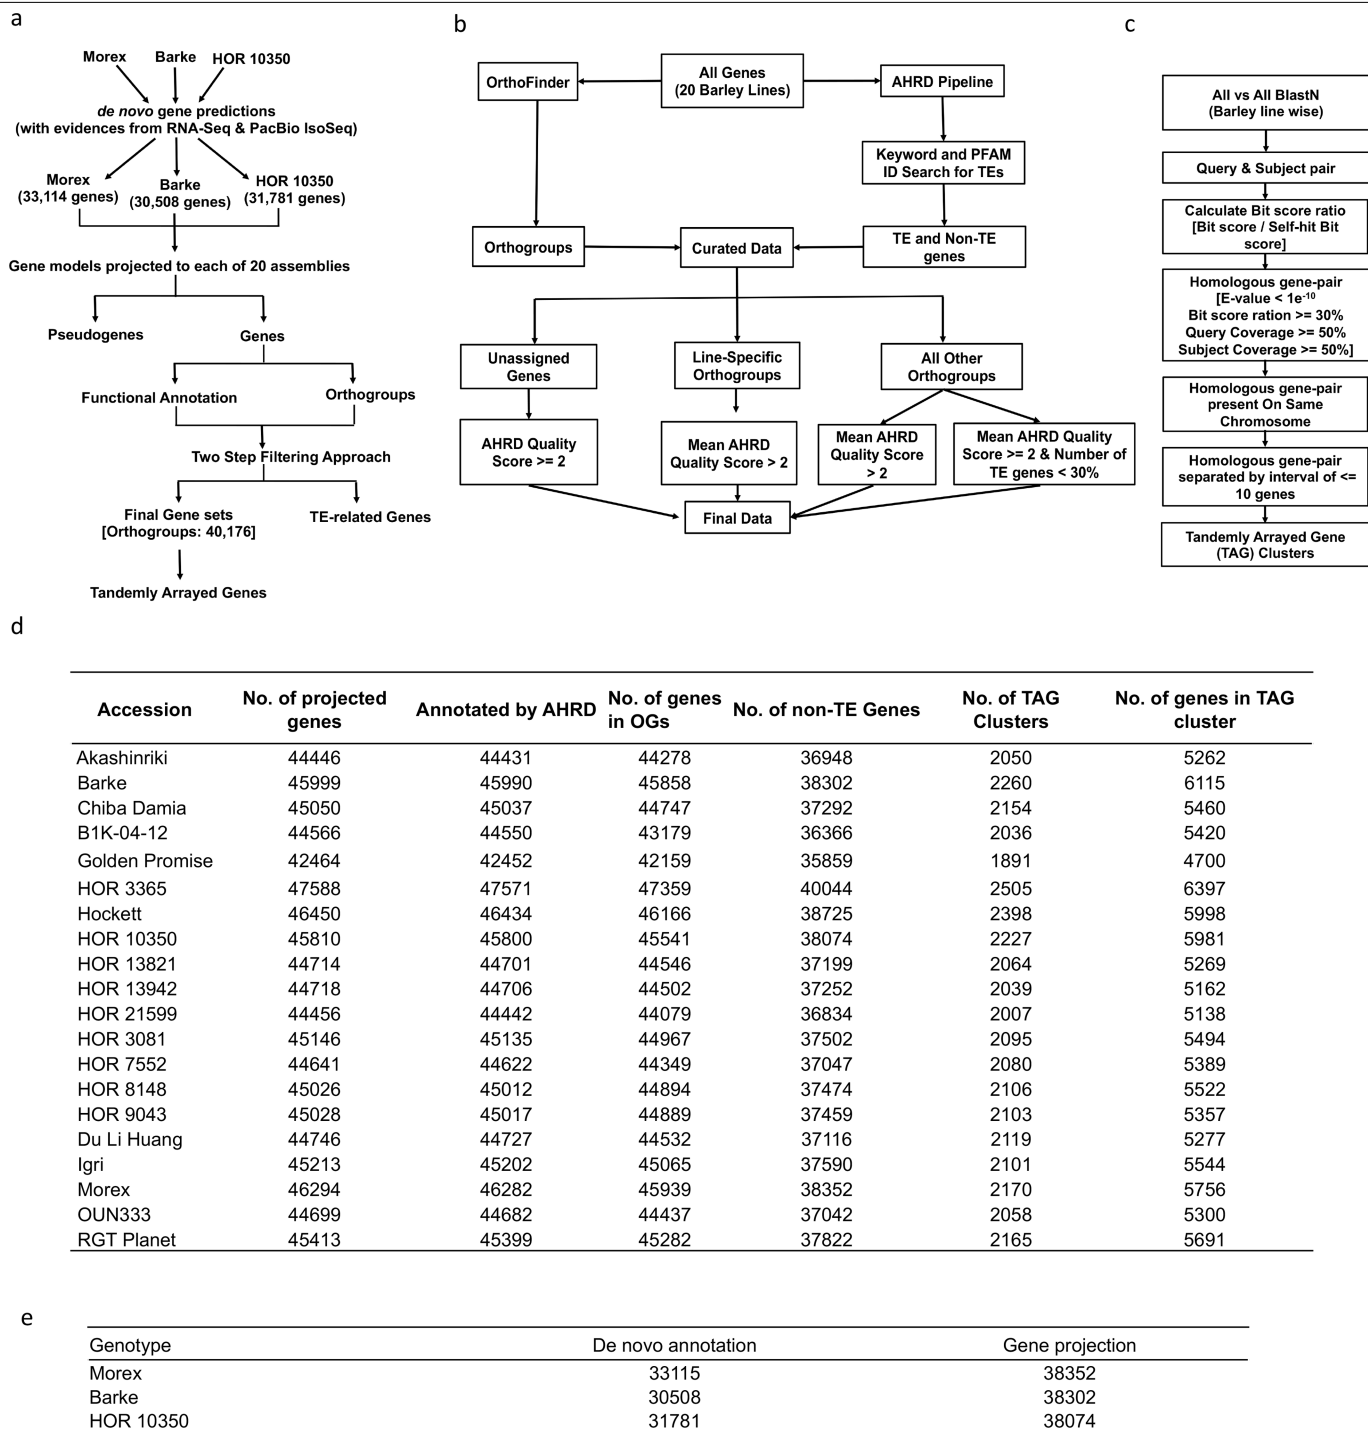 a
Morex
Barke
HOR 10350
de novo gene predictions
(with evidences from RNA-Seq & PacBio IsoSeq)
Morex
(33,114 genes)
Barke
(30,508 genes)
HOR 10350
(31,781 genes)
Gene models projected to each of 20 assemblies
Pseudogenes
Genes
Functional Annotation
Orthogroups
Two Step Filtering Approach
Final Gene sets
[Orthogroups: 40,176]
TE-related Genes
Tandemly Arrayed Genes
b
OrthoFinder
All Genes
(20 Barley Lines)
AHRD Pipeline
Keyword and PFAM
ID Search for TEs
Orthogroups
Curated Data
TE and Non-TE
genes
Unassigned
Genes
Line-Specific
Orthogroups
All Other
Orthogroups
AHRD Quality
Score >= 2
Mean AHRD
Quality Score > 2
Mean AHRD
Quality Score
> 2
Mean AHRD Quality
Score >= 2 & Number of
TE genes < 30%
Final Data
c
All vs All BlastN
(Barley line wise)
Query & Subject pair
Calculate Bit score ratio
[Bit score / Self-hit Bit
score]
Homologous gene-pair
[E-value < 1e-10
Bit score ration >= 30%
Query Coverage >= 50%
Subject Coverage >= 50%]
Homologous gene-pair
present On Same
Chromosome
Homologous gene-pair
separated by interval of <=
10 genes
Tandemly Arrayed Gene
(TAG) Clusters
d
Accession No. of projected genes Annotated by AHRD No. of genes in OGs No. of non-TE Genes No. of TAG Clusters No. of genes in TAG cluster
Akashinriki 44446 44431 44278 36948 2050 5262
Barke 45999 45990 45858 38302 2260 6115
Chiba Damia 45050 45037 44747 37292 2154 5460
B1K-04-12 44566 44550 43179 36366 2036 5420
Golden Promise 42464 42452 42159 35859 1891 4700
HOR 3365 47588 47571 47359 40044 2505 6397
Hockett 46450 46434 46166 38725 2398 5998
HOR 10350 45810 45800 45541 38074 2227 5981
HOR 13821 44714 44701 44546 37199 2064 5269
HOR 13942 44718 44706 44502 37252 2039 5162
HOR 21599 44456 44442 44079 36834 2007 5138
HOR 3081 45146 45135 44967 37502 2095 5494
HOR 7552 44641 44622 44349 37047 2080 5389
HOR 8148 45026 45012 44894 37474 2106 5522
HOR 9043 45028 45017 44889 37459 2103 5357
Du Li Huang 44746 44727 44532 37116 2119 5277
Igri 45213 45202 45065 37590 2101 5544
Morex 46294 46282 45939 38352 2170 5756
OUN333 44699 44682 44437 37042 2058 5300
RGT Planet 45413 45399 45282 37822 2165 5691
e
Genotype De novo annotation Gene projection
Morex 33115 38352
Barke 30508 38302
HOR 10350 31781 38074